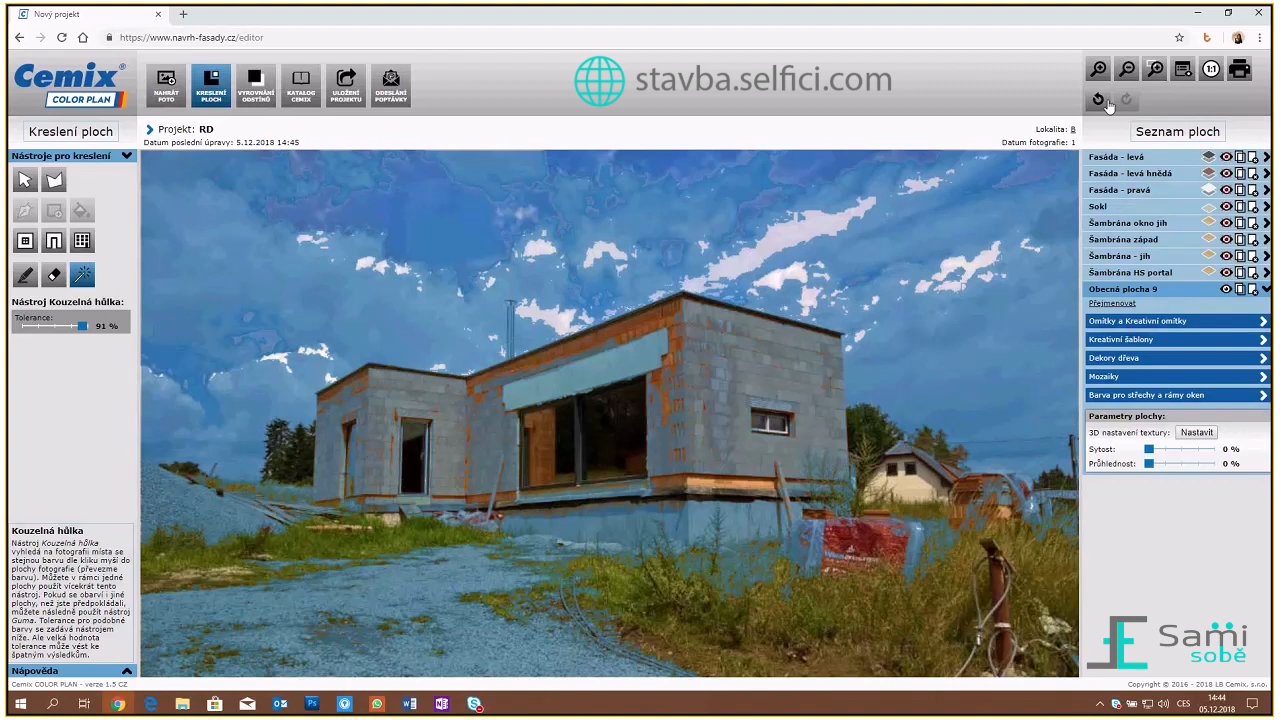 Nový projekt
https://www.navrh-fasady.cz/editor
Cemix
COLOR PLAN
NAHRÁT FOTO
KRESLENÍ PLOCH
VYROVNÁNÍ ODSTÍNŮ
KATALOG CEMIX
ULOŽENÍ PROJEKTU
ODESLÁNÍ POPTÁVKY
stavba.selfici.com
1:1
Kreslení ploch
Projekt: RD
Datum poslední úpravy: 5.12.2018 14:45
Lokalita: B
Datum fotografie: 1
Seznam ploch
Nástroje pro kreslení
Nástroj Kouzelná hůlka:
Tolerance:
91 %
Fasáda - levá
Fasáda - levá hnědá
Fasáda - pravá
Sokl
Šambrána okno jih
Šambrána západ
Šambrána - jih
Šambrána HS portal
Obecná plocha 9
Přejmenovat
Omítky a Kreativní omítky
Kreativní šablony
Dekory dřeva
Mozaiky
Barva pro střechy a rámy oken
Parametry plochy:
3D nastavení textury: Nastavit
Sytost: 0 %
Průhlednost: 0 %
Kouzelná hůlka
Nástroj Kouzelná hůlka
vyhledá na fotografii místa se
stejnou barvu dle kliku myší do
plochy fotografie (převezme
barvu). Můžete v rámci jedné
plochy použít vícekrát tento
nástroj. Pokud se obarví i jiné
plochy, než jste předpokládali,
můžete následně použít nástroj
Guma. Tolerance pro podobné
barvy se zadává nástrojem
níže. Ale velká hodnota
tolerance může vést ke
špatným výsledkům.
Nápověda
Cemix COLOR PLAN - verze 1.5 CZ
Sami
sobě
Copyright © 2016 - 2018 LB Cemix, s.r.o.
CES
14:44
05.12.2018